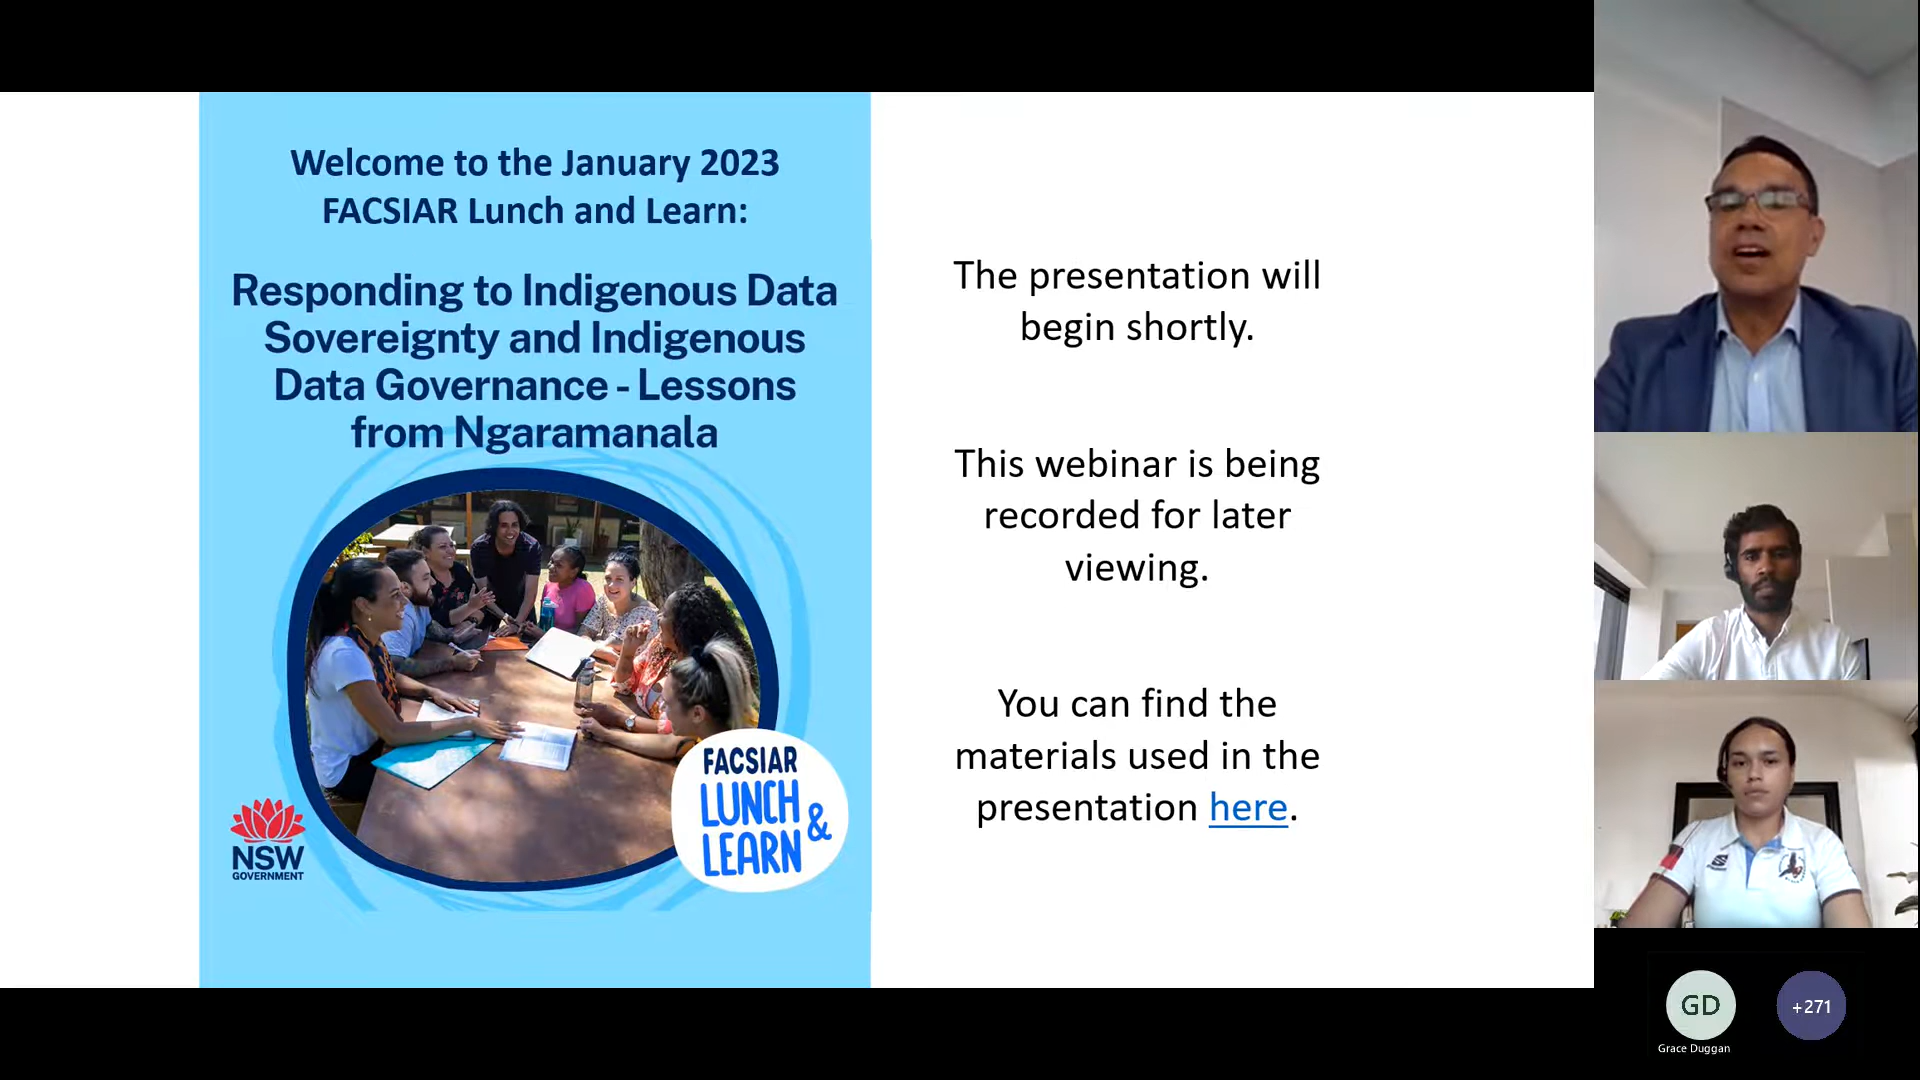 Welcome to the January 2023
FACSIAR Lunch and Learn:
Responding to Indigenous Data
Sovereignty and Indigenous
Data Governance - Lessons
from Ngaramanala
FACSIAR
LUNCH &
LEARN
NSW
GOVERNMENT
The presentation will
begin shortly.
This webinar is being
recorded for later
viewing.
You can find the
materials used in the
presentation here.
GD
+271
Grace Duggan